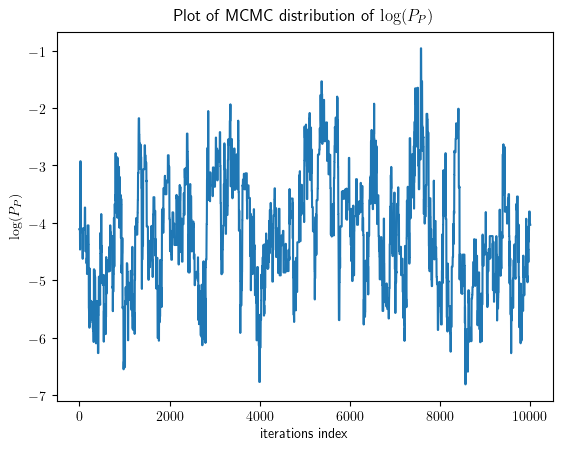 Plot of MCMC distribution of log(P_P)
−1
−2
−3
−4
−5
−6
−7
log(P_P)
0 2000 4000 6000 8000 10000
iterations index